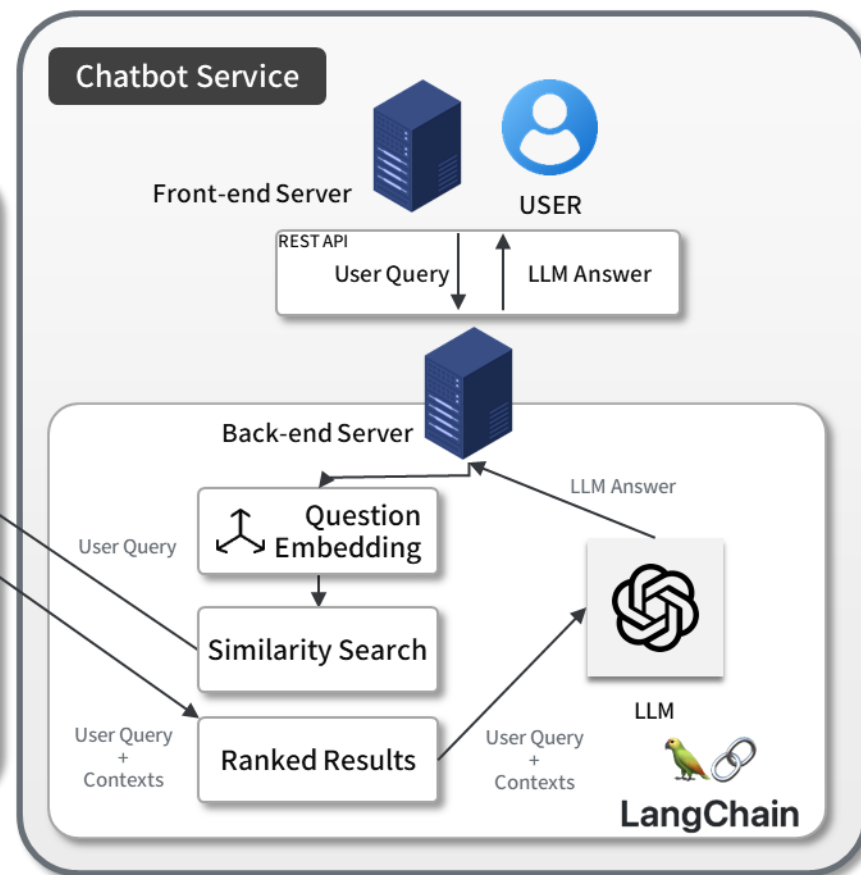 Chatbot Service
Front-end Server
USER
REST API
User Query
LLM Answer
Back-end Server
LLM Answer
Question
Embedding
User Query
Similarity Search
LLM
User Query
+
Contexts
Ranked Results
User Query
+
Contexts
LangChain